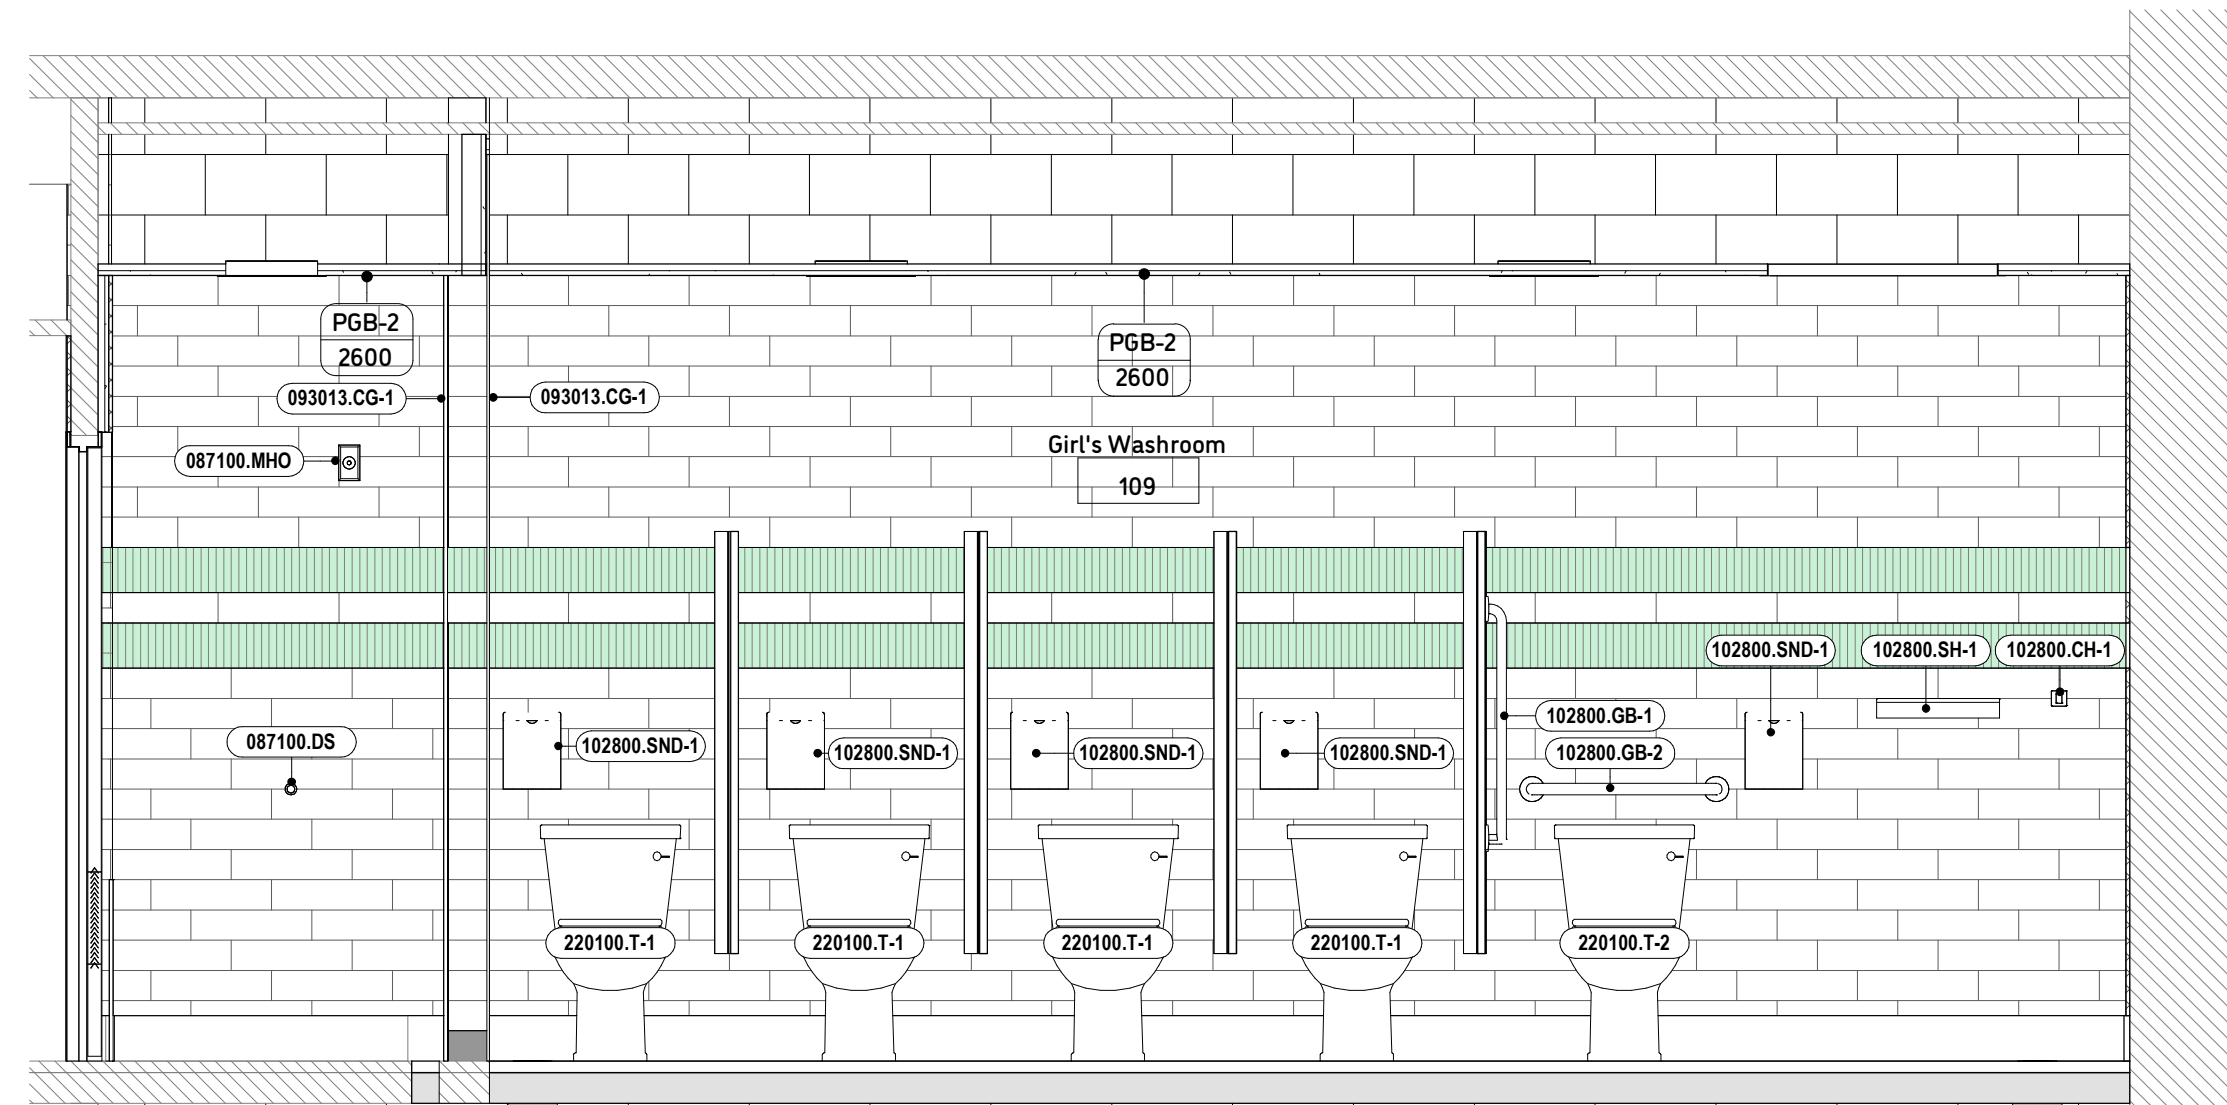 PGB-2
2600
PGB-2
2600
093013.CG-1
093013.CG-1
087100.MHO
Girl's Washroom
109
102800.SND-1
102800.SH-1
102800.CH-1
102800.GB-1
087100.DS
102800.SND-1
102800.SND-1
102800.SND-1
102800.SND-1
102800.GB-2
220100.T-1
220100.T-1
220100.T-1
220100.T-1
220100.T-2